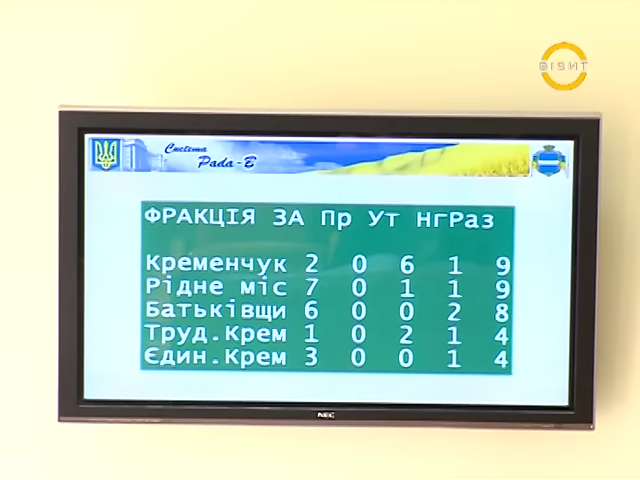 ВІЗИТ
Система
Рада-В
ФРАКЦІЯ ЗА Пр Ут нгРаз
Кременчук 2 0 6 1 9
Рідне міс 7 0 1 1 9
Батьківщи 6 0 0 2 8
Труд.Крем 1 0 2 1 4
Єдин.Крем 3 0 0 1 4
NEC